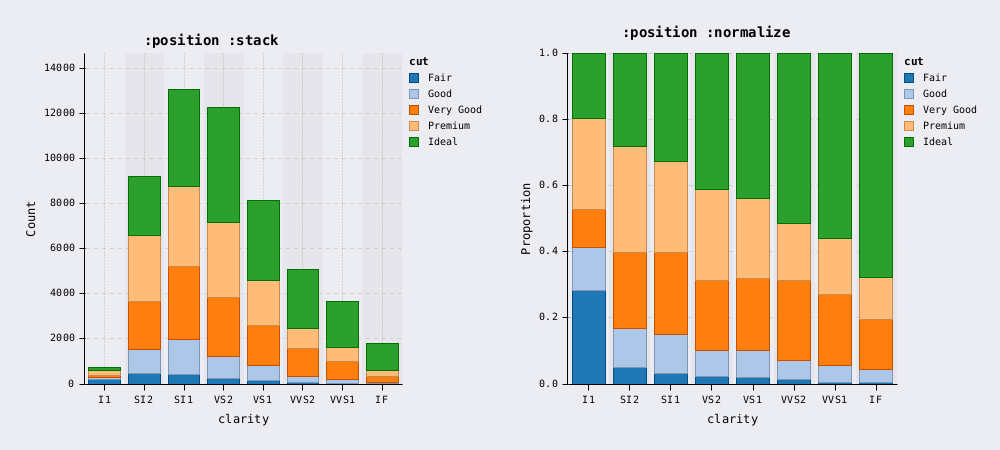 :position :stack
14000
12000
10000
8000
6000
4000
2000
0
Count
I1 SI2 SI1 VS2 VS1 VVS2 VVS1 IF
clarity
cut
Fair
Good
Very Good
Premium
Ideal
:position :normalize
1.0
0.8
0.6
0.4
0.2
0.0
Proportion
I1 SI2 SI1 VS2 VS1 VVS2 VVS1 IF
clarity
cut
Fair
Good
Very Good
Premium
Ideal